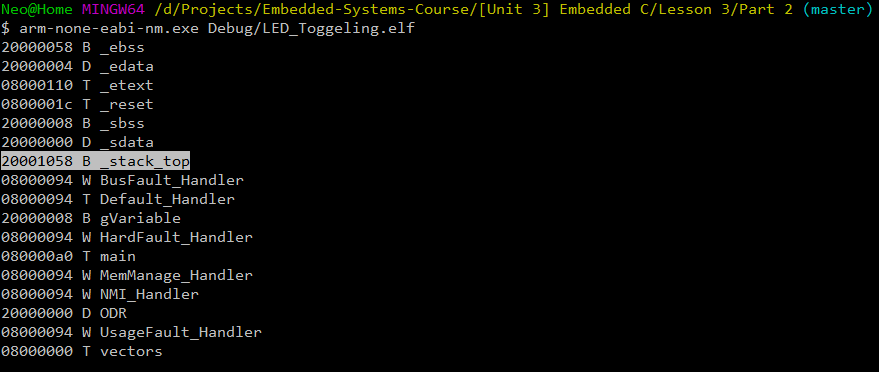 Neo@Home MINGW64 /d/Projects/Embedded-Systems-Course/[Unit 3] Embedded C/Lesson 3/Part 2 (master)
$ arm-none-eabi-nm.exe Debug/LED_Toggeling.elf
20000058 B _ebss
20000004 D _edata
08000110 T _etext
0800001c T _reset
20000008 B _sbss
20000000 D _sdata
20001058 B _stack_top
08000094 W BusFault_Handler
08000094 T Default_Handler
20000008 B gVariable
08000094 W HardFault_Handler
080000a0 T main
08000094 W MemManage_Handler
08000094 W NMI_Handler
20000000 D ODR
08000094 W UsageFault_Handler
08000000 T vectors